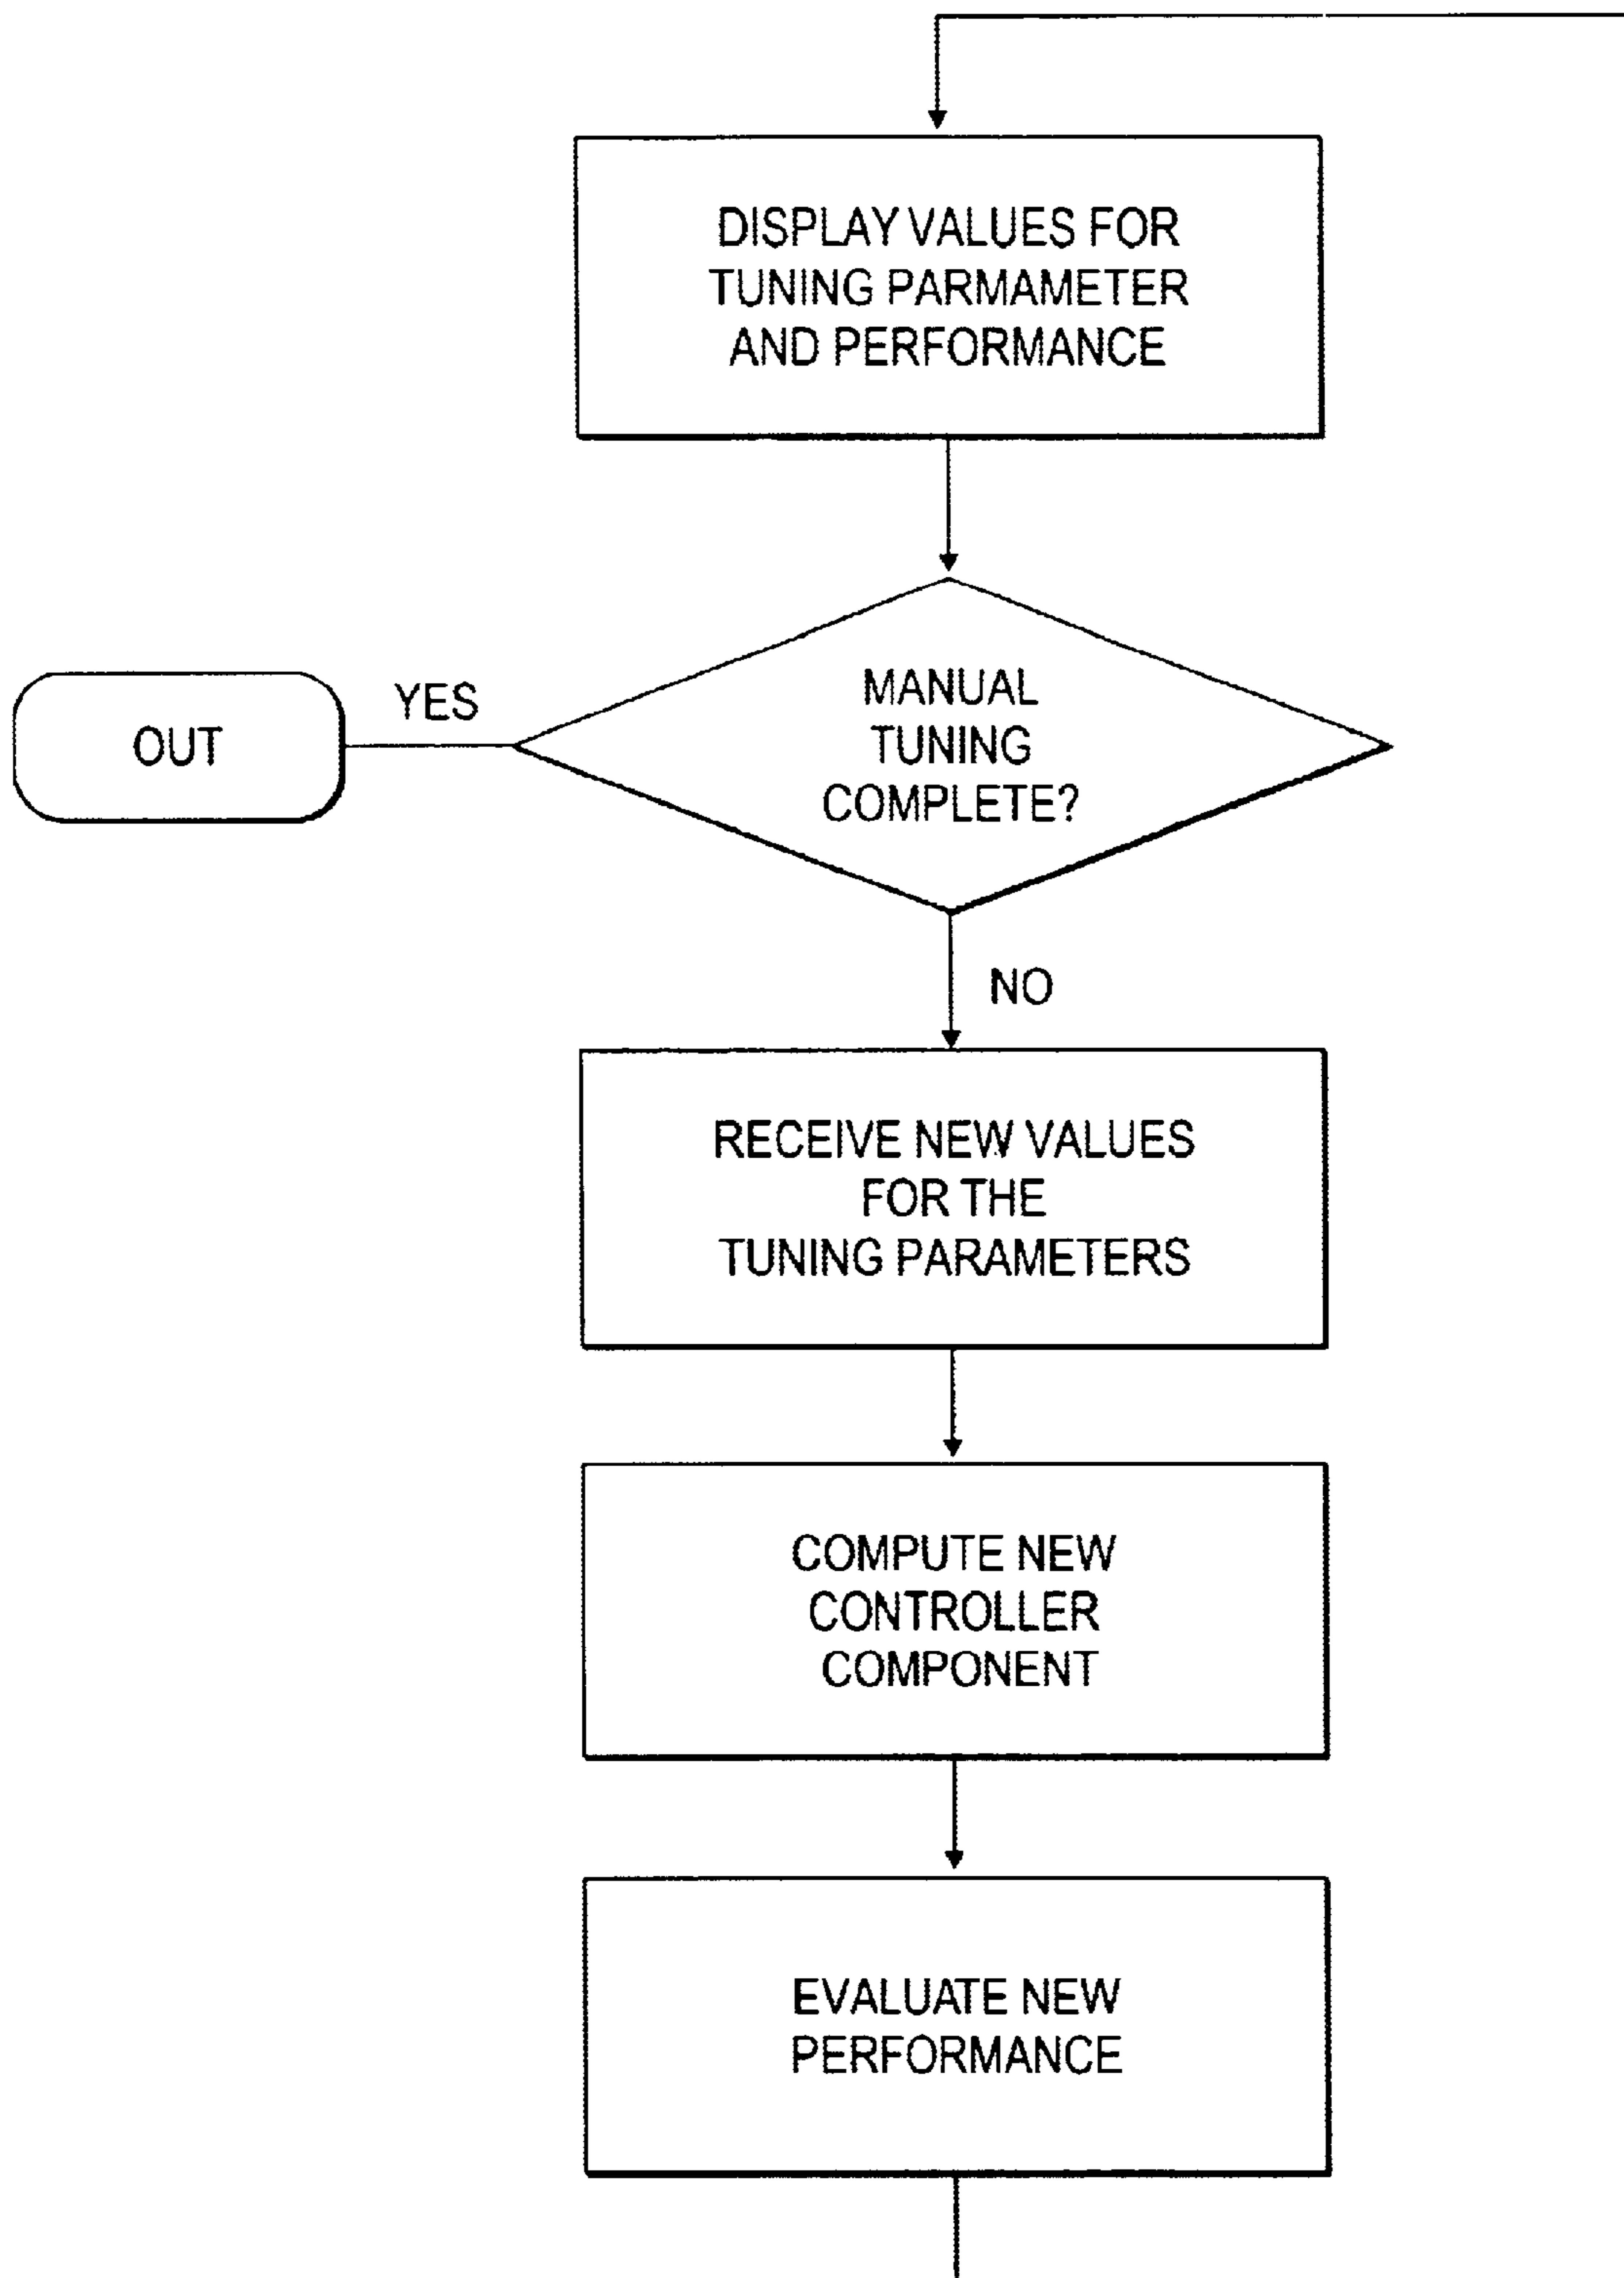 DISPLAY VALUES FOR
TUNING PARMAMETER
AND PERFORMANCE
MANUAL
TUNING
COMPLETE?
YES
OUT
NO
RECEIVE NEW VALUES
FOR THE
TUNING PARAMETERS
COMPUTE NEW
CONTROLLER
COMPONENT
EVALUATE NEW
PERFORMANCE